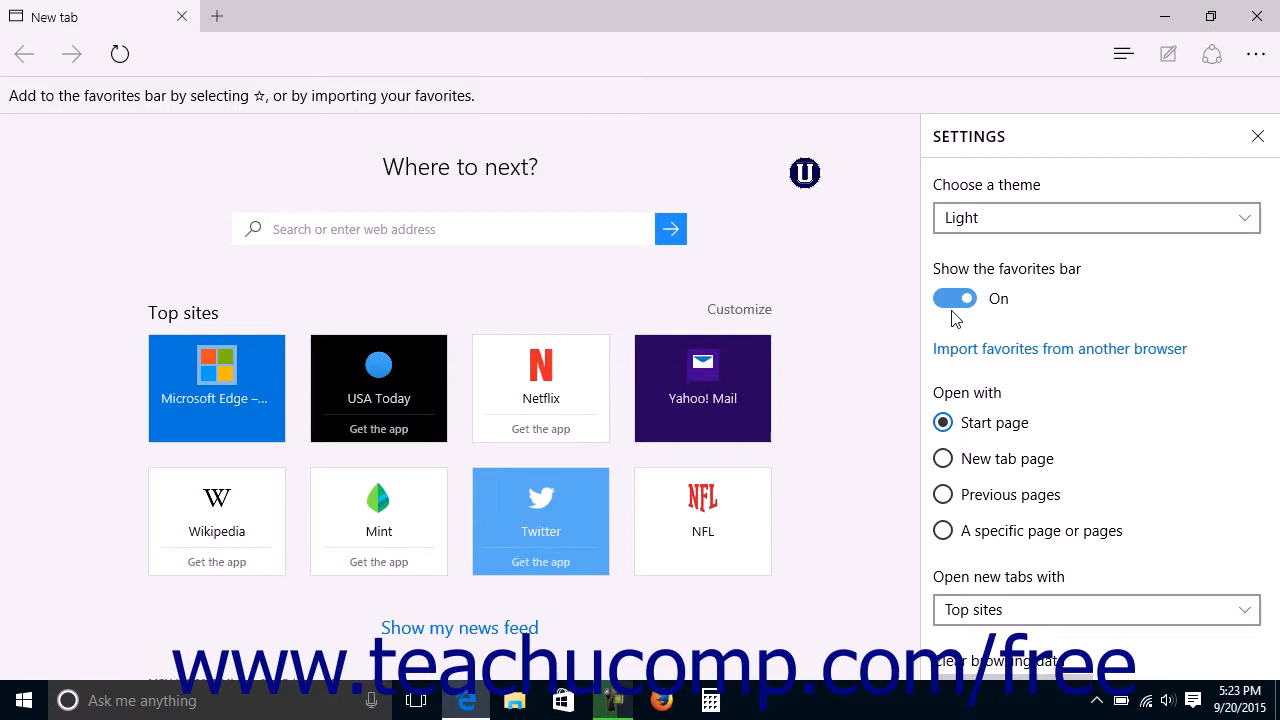 New tab
Add to the favorites bar by selecting ☆, or by importing your favorites.
Where to next?
U
Search or enter web address
Top sites
Customize
Microsoft Edge –...
USA Today
Get the app
N
Netflix
Get the app
Yahoo! Mail
W
Wikipedia
Get the app
Mint
Get the app
Twitter
Get the app
NFL
NFL
Show my news feed
SETTINGS
Choose a theme
Light
Show the favorites bar
On
Import favorites from another browser
Open with
Start page
New tab page
Previous pages
A specific page or pages
Open new tabs with
Top sites
Clear browsing data
www.teachucomp.com/free
Ask me anything
5:23 PM
9/20/2015